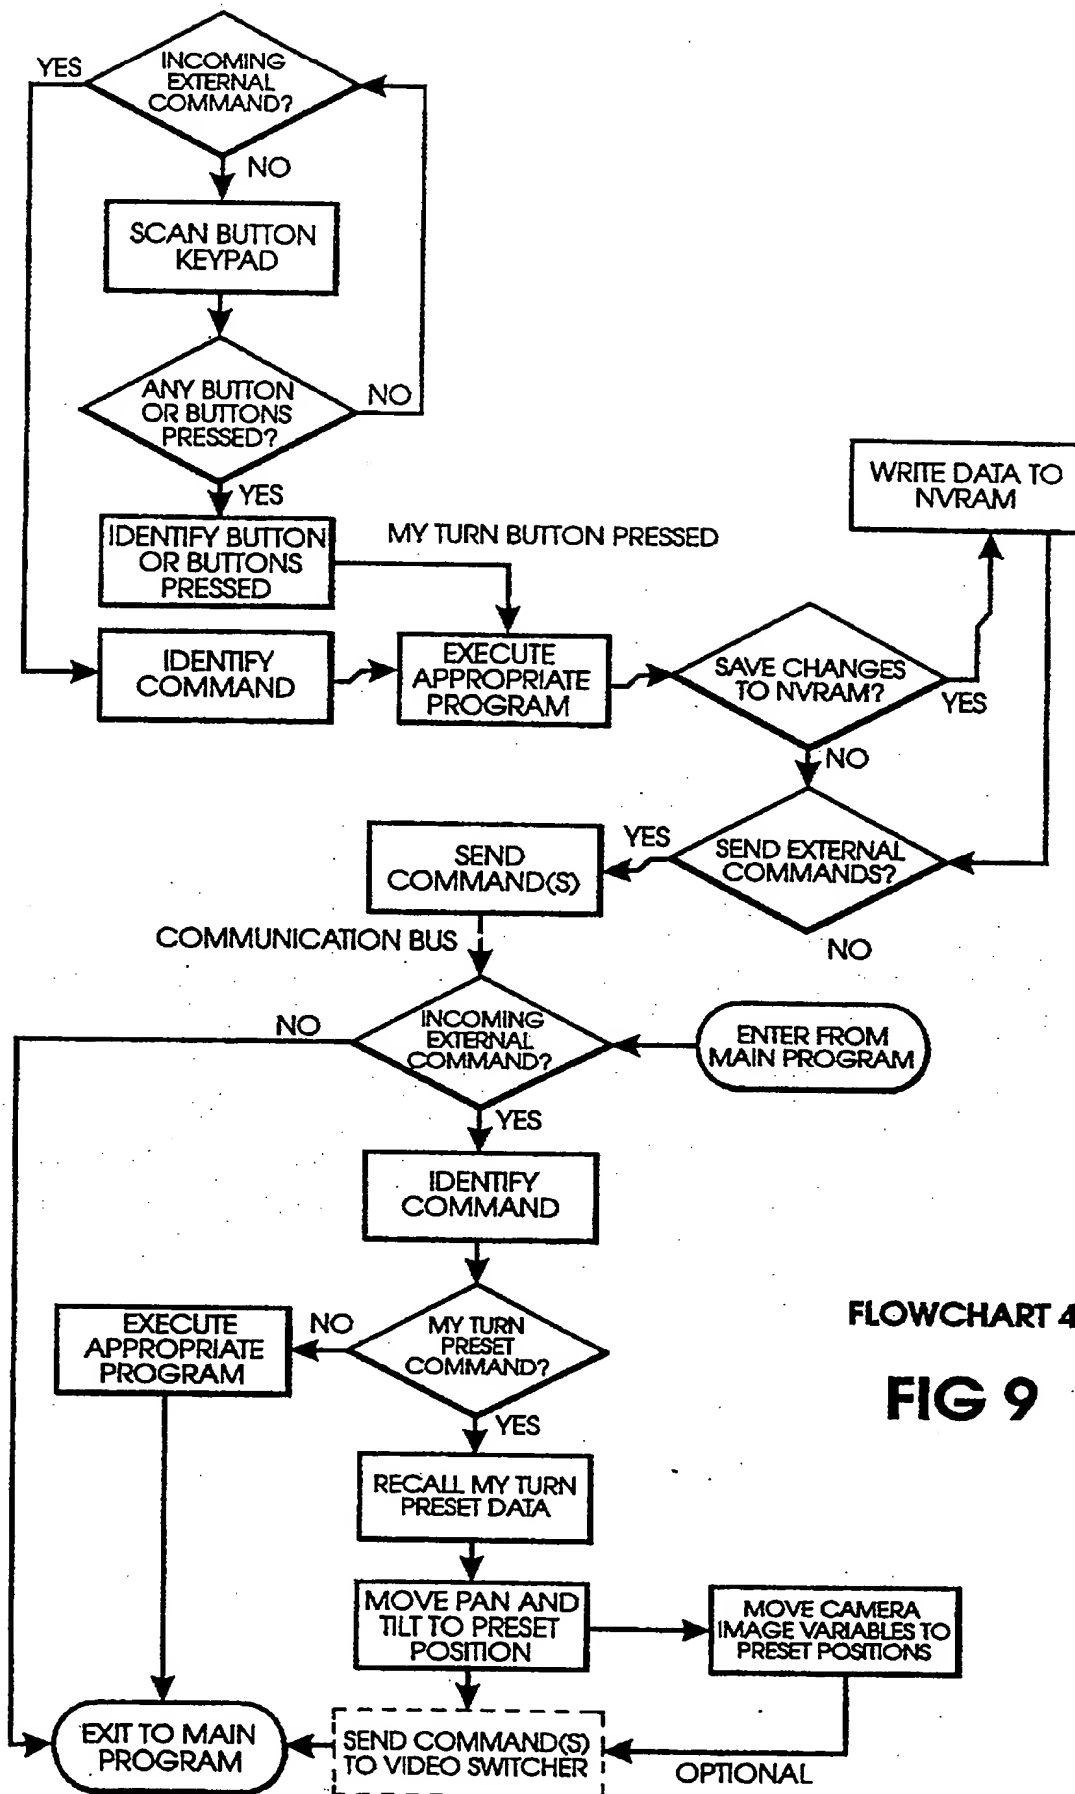 INCOMING
EXTERNAL
COMMAND?
YES
NO
SCAN BUTTON
KEYPAD
ANY BUTTON
OR BUTTONS
PRESSED?
NO
YES
IDENTIFY BUTTON
OR BUTTONS
PRESSED
MY TURN BUTTON PRESSED
WRITE DATA TO
NVRAM
IDENTIFY
COMMAND
EXECUTE
APPROPRIATE
PROGRAM
SAVE CHANGES
TO NVRAM?
YES
NO
SEND EXTERNAL
COMMANDS?
YES
NO
SEND
COMMAND(S)
COMMUNICATION BUS
INCOMING
EXTERNAL
COMMAND?
NO
ENTER FROM
MAIN PROGRAM
YES
IDENTIFY
COMMAND
MY TURN
PRESET
COMMAND?
NO
EXECUTE
APPROPRIATE
PROGRAM
YES
FLOWCHART 4
FIG 9
RECALL MY TURN
PRESET DATA
MOVE PAN AND
TILT TO PRESET
POSITION
MOVE CAMERA
IMAGE VARIABLES TO
PRESET POSITIONS
EXIT TO MAIN
PROGRAM
SEND COMMAND(S)
TO VIDEO SWITCHER
OPTIONAL